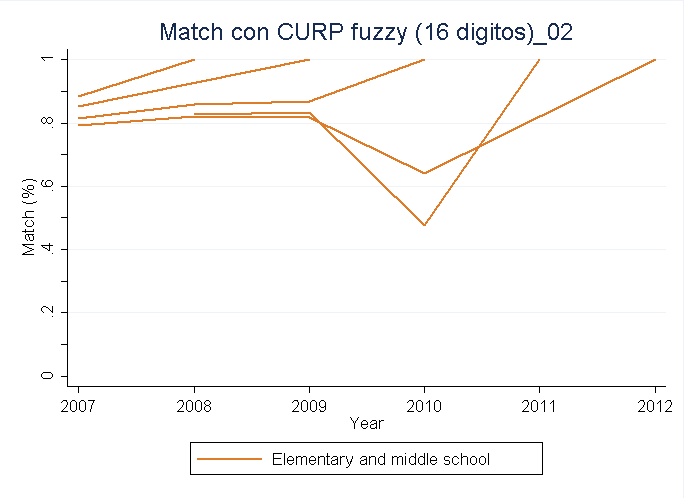 Match con CURP fuzzy (16 digitos)_02
Match (%)
1
.8
.6
.4
.2
0
2007 2008 2009 2010 2011 2012
Year
Elementary and middle school